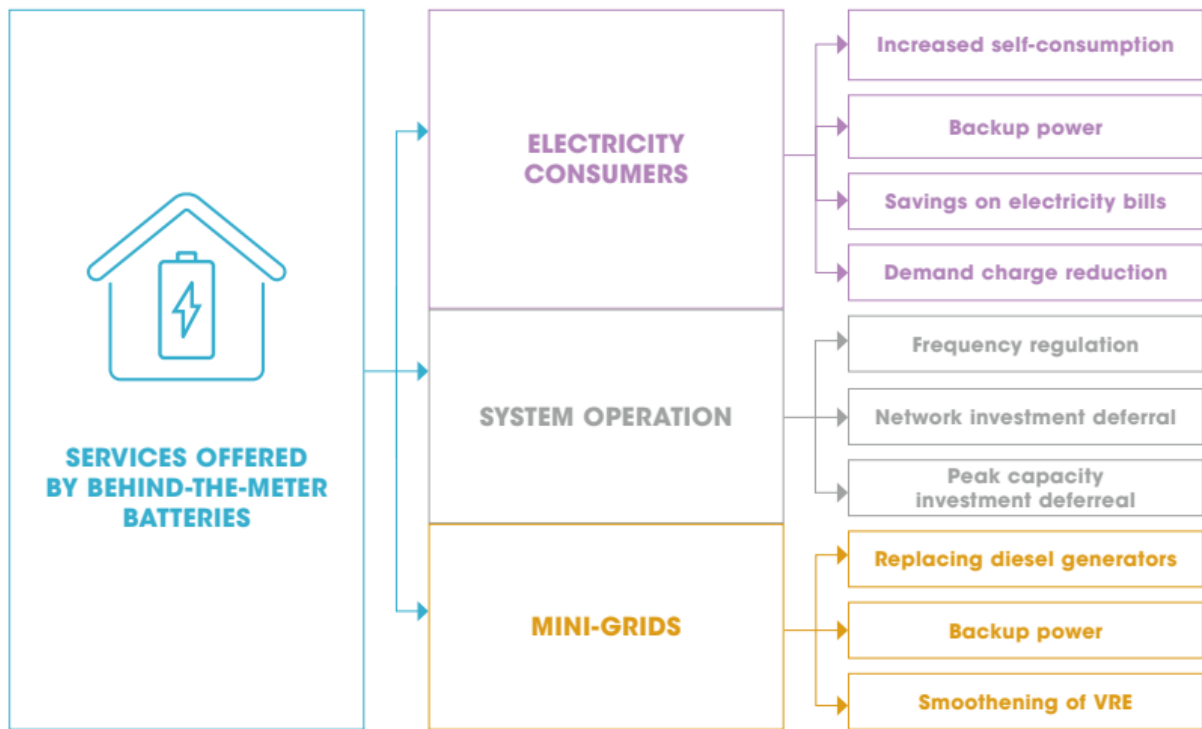 SERVICES OFFERED
BY BEHIND-THE-METER
BATTERIES
ELECTRICITY
CONSUMERS
Increased self-consumption
Backup power
Savings on electricity bills
Demand charge reduction
SYSTEM OPERATION
Frequency regulation
Network investment deferral
Peak capacity
investment deferreal
MINI-GRIDS
Replacing diesel generators
Backup power
Smoothening of VRE